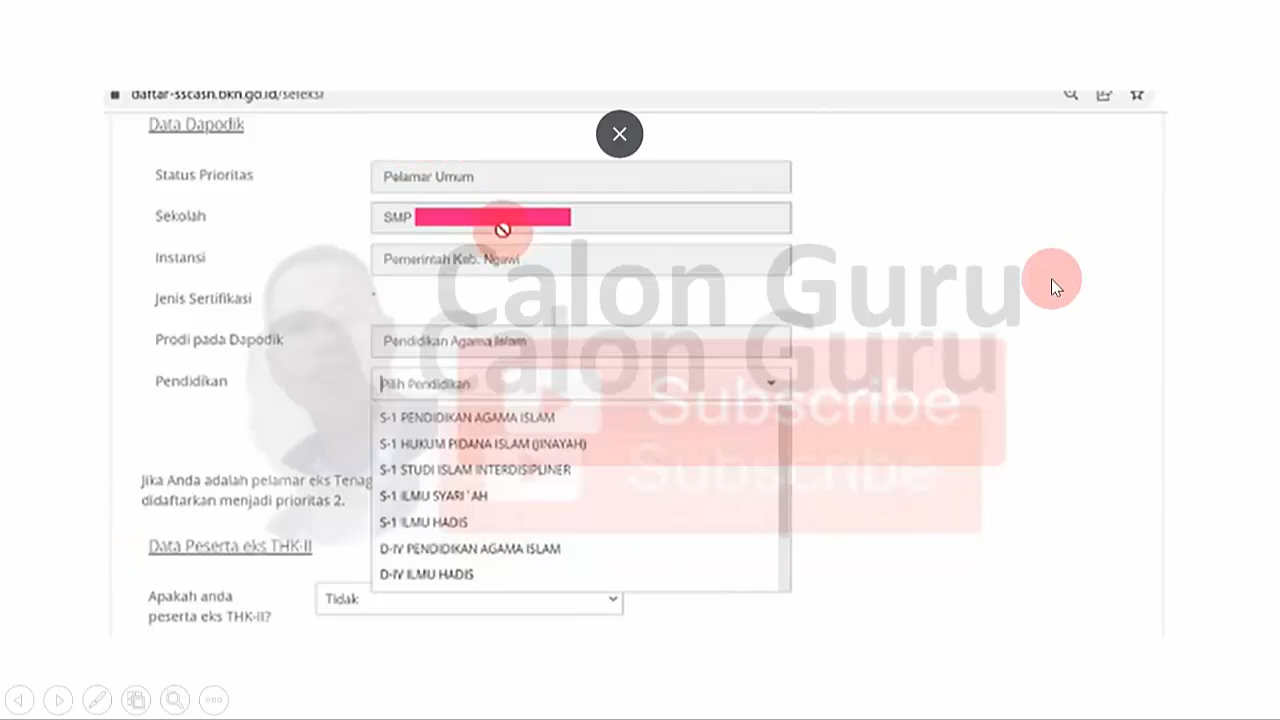 daftar-sscasn.bkn.go.id/seleksi
Data Dapodik
Status Prioritas
Pelamar Umum
Sekolah
SMP
Instansi
Pemerintah Kab. Ngawi
Jenis Sertifikasi
-
Prodi pada Dapodik
Pendidikan Agama Islam
Pendidikan
Pilih Pendidikan
S-1 PENDIDIKAN AGAMA ISLAM
S-1 HUKUM PIDANA ISLAM (JINAYAH)
S-1 STUDI ISLAM INTERDISIPLINER
S-1 ILMU SYARI`AH
S-1 ILMU HADIS
D-IV PENDIDIKAN AGAMA ISLAM
D-IV ILMU HADIS
Jika Anda adalah pelamar eks Tenag
didaftarkan menjadi prioritas 2.
Data Peserta eks THK-II
Apakah anda
peserta eks THK-II?
Tidak
Calon Guru
Calon Guru
Subscribe
Subscribe